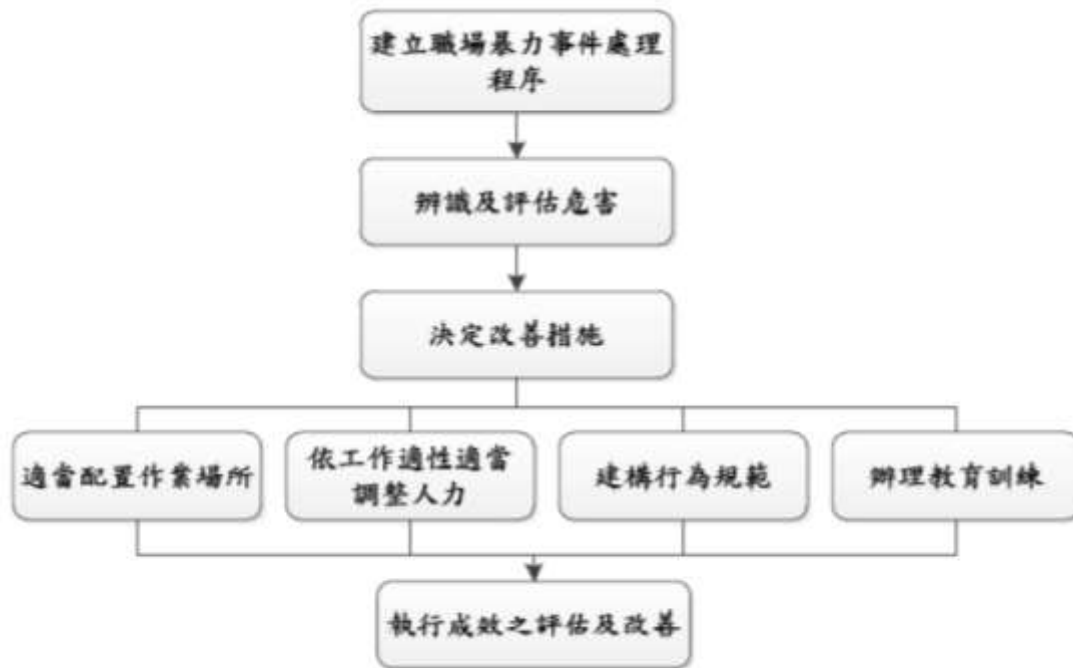 建立職場暴力事件處理
程序
辨識及評估危害
決定改善措施
適當配置作業場所
依工作適性適當
調整人力
建構行為規範
辦理教育訓練
執行成效之評估及改善